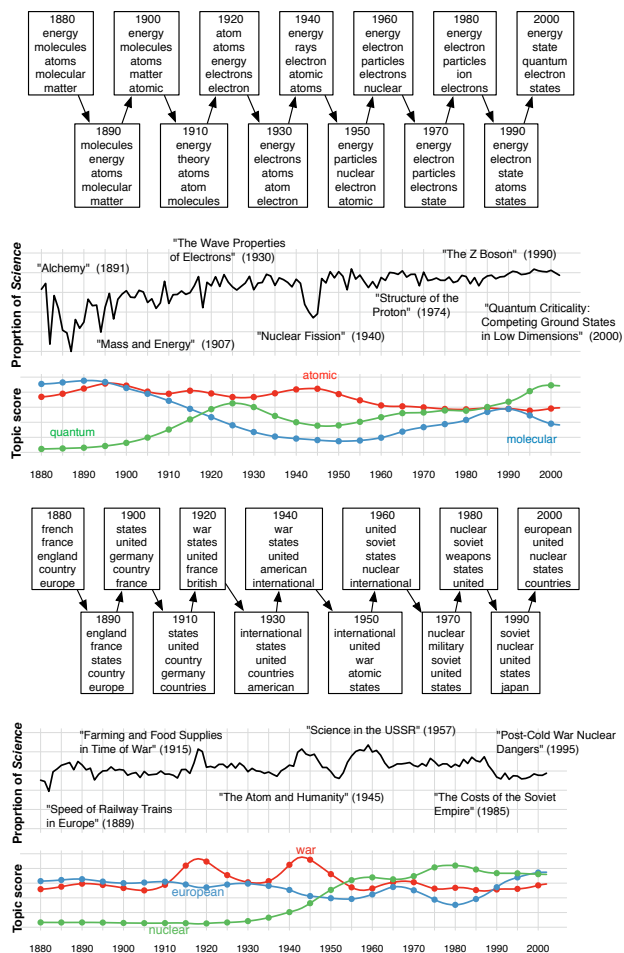 1880
energy
molecules
atoms
molecular
matter
1900
energy
molecules
atoms
matter
atomic
1920
atom
atoms
energy
electrons
electron
1940
energy
rays
electron
atomic
atoms
1960
energy
electron
particles
electrons
nuclear
1980
energy
electron
particles
ion
electrons
2000
energy
state
quantum
electron
states
1890
molecules
energy
atoms
molecular
matter
1910
energy
theory
atoms
atom
molecules
1930
energy
electrons
atoms
atom
electron
1950
energy
particles
nuclear
electron
atomic
1970
energy
electron
particles
electrons
state
1990
energy
electron
state
atoms
states
Proprtion of Science
"Alchemy" (1891)
"The Wave Properties
of Electrons" (1930)
"The Z Boson" (1990)
"Mass and Energy" (1907)
"Nuclear Fission" (1940)
"Structure of the
Proton" (1974)
"Quantum Criticality:
Competing Ground States
in Low Dimensions" (2000)
Topic score
atomic
quantum
molecular
1880 1890 1900 1910 1920 1930 1940 1950 1960 1970 1980 1990 2000
1880
french
france
england
country
europe
1900
states
united
germany
country
france
1920
war
states
united
france
british
1940
war
states
united
american
international
1960
united
soviet
states
nuclear
international
1980
nuclear
soviet
weapons
states
united
2000
european
united
nuclear
states
countries
1890
england
france
states
country
europe
1910
states
united
country
germany
countries
1930
international
states
united
countries
american
1950
international
united
war
atomic
states
1970
nuclear
military
soviet
united
states
1990
soviet
nuclear
united
states
japan
Proprtion of Science
"Farming and Food Supplies
in Time of War" (1915)
"Science in the USSR" (1957)
"Post-Cold War Nuclear
Dangers" (1995)
"Speed of Railway Trains
in Europe" (1889)
"The Atom and Humanity" (1945)
"The Costs of the Soviet
Empire" (1985)
Topic score
war
european
nuclear
1880 1890 1900 1910 1920 1930 1940 1950 1960 1970 1980 1990 2000